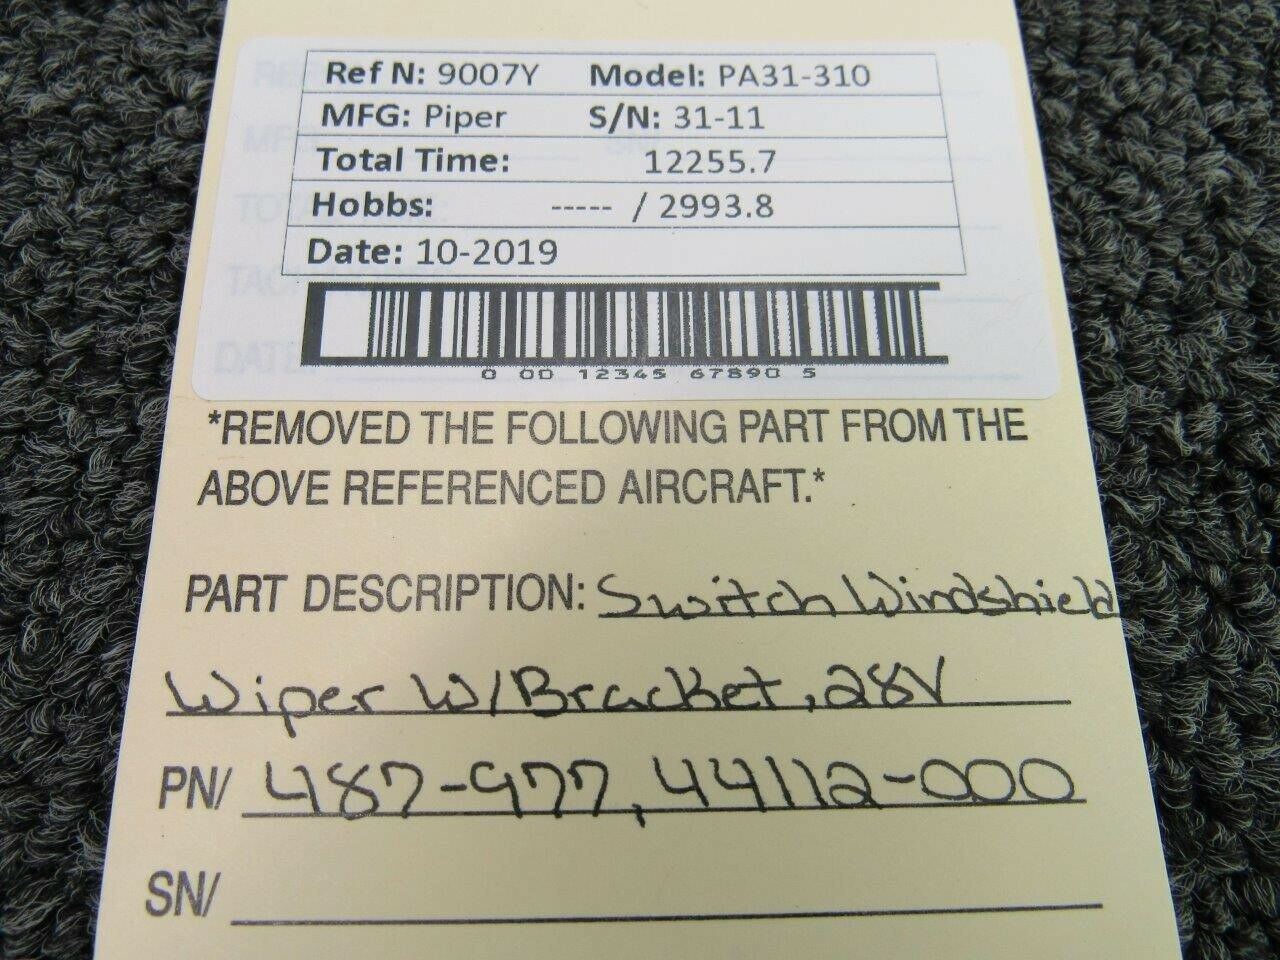 Ref N: 9007Y Model: PA31-310
MFG: Piper S/N: 31-11
Total Time: 12255.7
Hobbs: ----- / 2993.8
Date: 10-2019
0 00 12345 67890 5
*REMOVED THE FOLLOWING PART FROM THE
ABOVE REFERENCED AIRCRAFT.*
PART DESCRIPTION: Switch Windshield
Wiper W/Bracket, 28V
PN/ 487-977, 44112-000
SN/